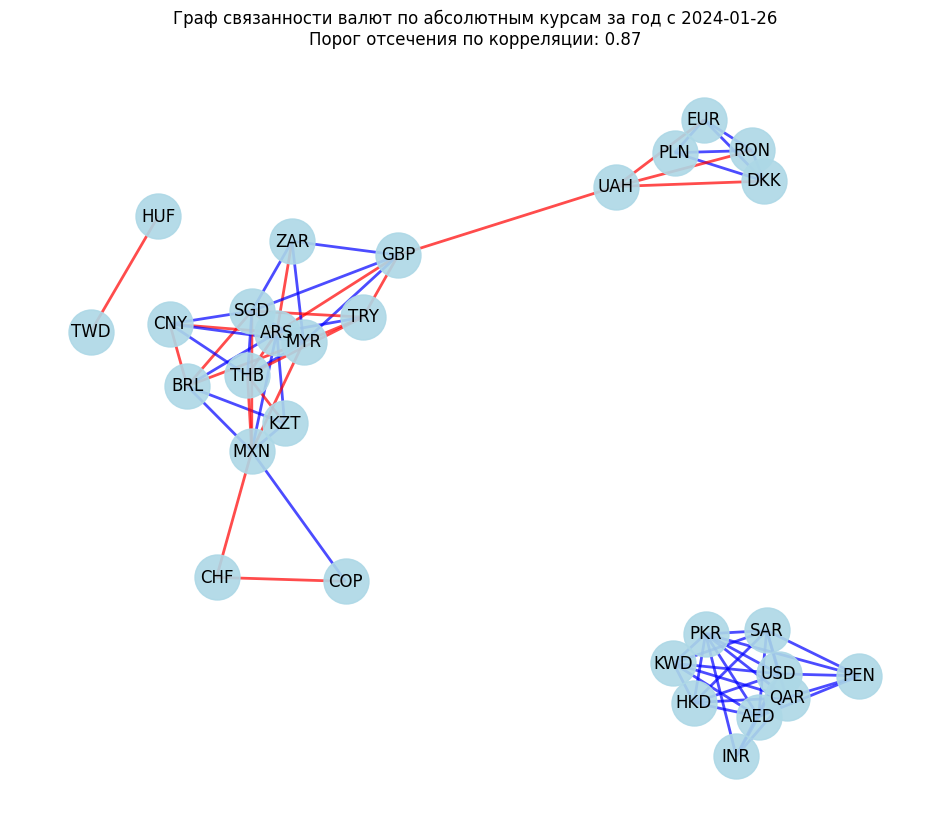 Граф связанности валют по абсолютным курсам за год с 2024-01-26
Порог отсечения по корреляции: 0.87
EUR
PLN
RON
DKK
UAH
HUF
ZAR
GBP
SGD
TRY
CNY
ARS
TWD
MYR
THB
BRL
KZT
MXN
CHF
COP
PKR
SAR
KWD
USD
PEN
QAR
HKD
AED
INR